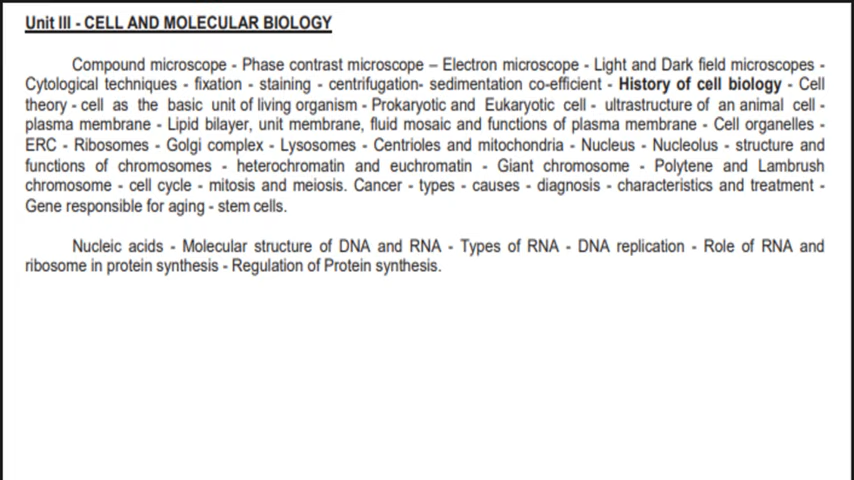 Unit III - CELL AND MOLECULAR BIOLOGY
Compound microscope - Phase contrast microscope – Electron microscope - Light and Dark field microscopes -
Cytological techniques - fixation - staining - centrifugation- sedimentation co-efficient - History of cell biology - Cell
theory - cell as the basic unit of living organism - Prokaryotic and Eukaryotic cell - ultrastructure of an animal cell -
plasma membrane - Lipid bilayer, unit membrane, fluid mosaic and functions of plasma membrane - Cell organelles -
ERC - Ribosomes - Golgi complex - Lysosomes - Centrioles and mitochondria - Nucleus - Nucleolus - structure and
functions of chromosomes - heterochromatin and euchromatin - Giant chromosome - Polytene and Lambrush
chromosome - cell cycle - mitosis and meiosis. Cancer - types - causes - diagnosis - characteristics and treatment -
Gene responsible for aging - stem cells.
Nucleic acids - Molecular structure of DNA and RNA - Types of RNA - DNA replication - Role of RNA and
ribosome in protein synthesis - Regulation of Protein synthesis.